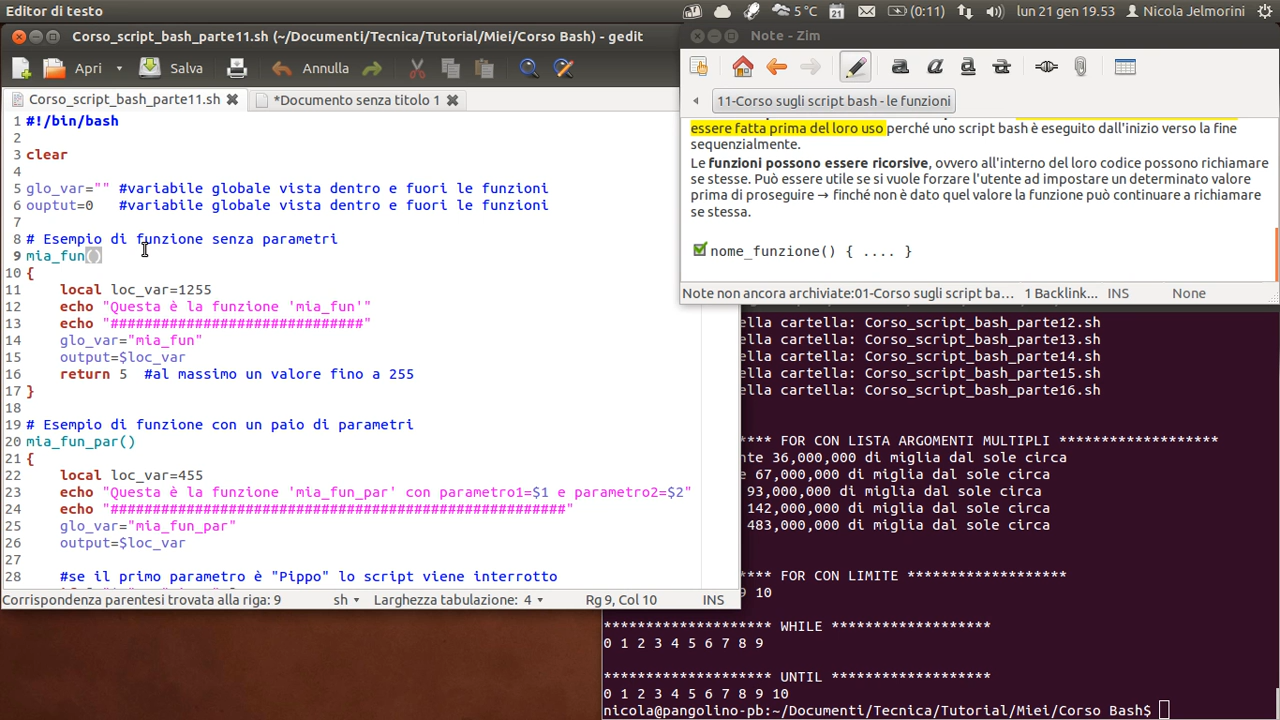 Editor di testo
5 °C
21
(0:11)
lun 21 gen 19.53
Nicola Jelmorini
Corso_script_bash_parte11.sh (~/Documenti/Tecnica/Tutorial/Miei/Corso Bash) - gedit
Apri
Salva
Annulla
Corso_script_bash_parte11.sh
*Documento senza titolo 1
1 #!/bin/bash
2
3 clear
4
5 glo_var="" #variabile globale vista dentro e fuori le funzioni
6 ouptut=0   #variabile globale vista dentro e fuori le funzioni
7
8 # Esempio di funzione senza parametri
9 mia_fun()
10 {
11     local loc_var=1255
12     echo "Questa è la funzione 'mia_fun'"
13     echo "##############################"
14     glo_var="mia_fun"
15     output=$loc_var
16     return 5  #al massimo un valore fino a 255
17 }
18
19 # Esempio di funzione con un paio di parametri
20 mia_fun_par()
21 {
22     local loc_var=455
23     echo "Questa è la funzione 'mia_fun_par' con parametro1=$1 e parametro2=$2"
24     echo "######################################################"
25     glo_var="mia_fun_par"
26     output=$loc_var
27
28     #se il primo parametro è "Pippo" lo script viene interrotto
Corrispondenza parentesi trovata alla riga: 9
sh
Larghezza tabulazione: 4
Rg 9, Col 10
INS
Note - Zim
11-Corso sugli script bash - le funzioni
essere fatta prima del loro uso perché uno script bash è eseguito dall'inizio verso la fine
sequenzialmente.
Le funzioni possono essere ricorsive, ovvero all'interno del loro codice possono richiamare
se stesse. Può essere utile se si vuole forzare l'utente ad impostare un determinato valore
prima di proseguire → finché non è dato quel valore la funzione può continuare a richiamare
se stessa.
nome_funzione() { .... }
Note non ancora archiviate:01-Corso sugli script ba...
1 Backlink...
INS
None
ella cartella: Corso_script_bash_parte12.sh
ella cartella: Corso_script_bash_parte13.sh
ella cartella: Corso_script_bash_parte14.sh
ella cartella: Corso_script_bash_parte15.sh
ella cartella: Corso_script_bash_parte16.sh
**** FOR CON LISTA ARGOMENTI MULTIPLI *******************
nte 36,000,000 di miglia dal sole circa
e 67,000,000 di miglia dal sole circa
93,000,000 di miglia dal sole circa
142,000,000 di miglia dal sole circa
483,000,000 di miglia dal sole circa
**** FOR CON LIMITE *******************
9 10
******************** WHILE *******************
0 1 2 3 4 5 6 7 8 9
******************** UNTIL *******************
0 1 2 3 4 5 6 7 8 9 10
nicola@pangolino-pb:~/Documenti/Tecnica/Tutorial/Miei/Corso Bash$